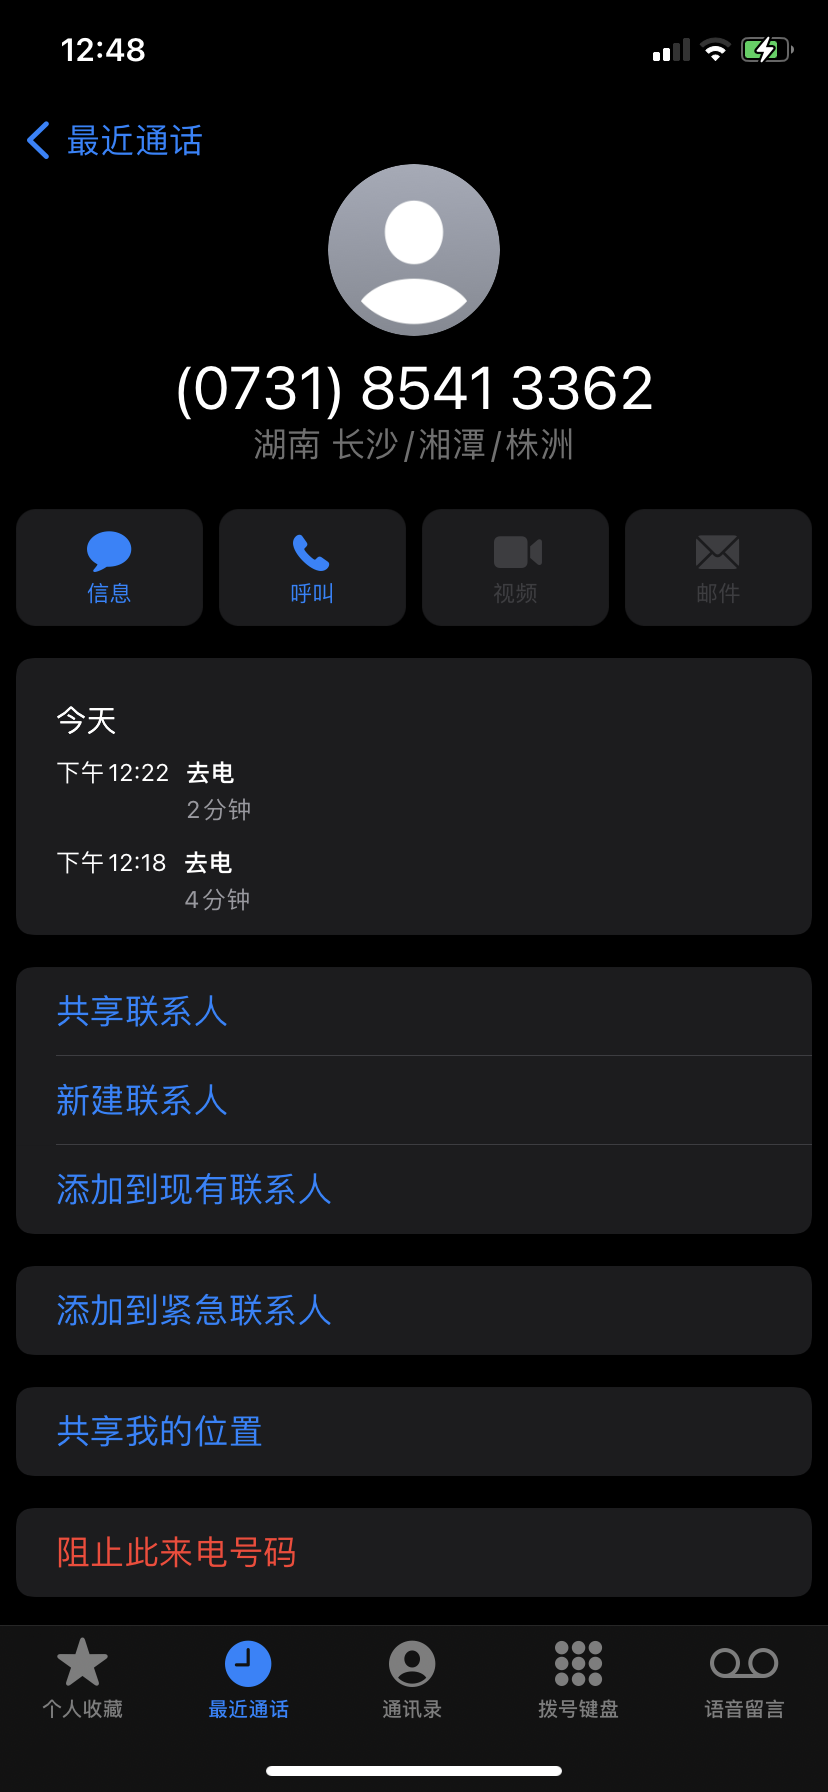 12:48
最近通话
(0731) 8541 3362
湖南 长沙/湘潭/株洲
信息 呼叫 视频 邮件
今天
下午12:22 去电
2分钟
下午12:18 去电
4分钟
共享联系人
新建联系人
添加到现有联系人
添加到紧急联系人
共享我的位置
阻止此来电号码
个人收藏 最近通话 通讯录 拨号键盘 语音留言